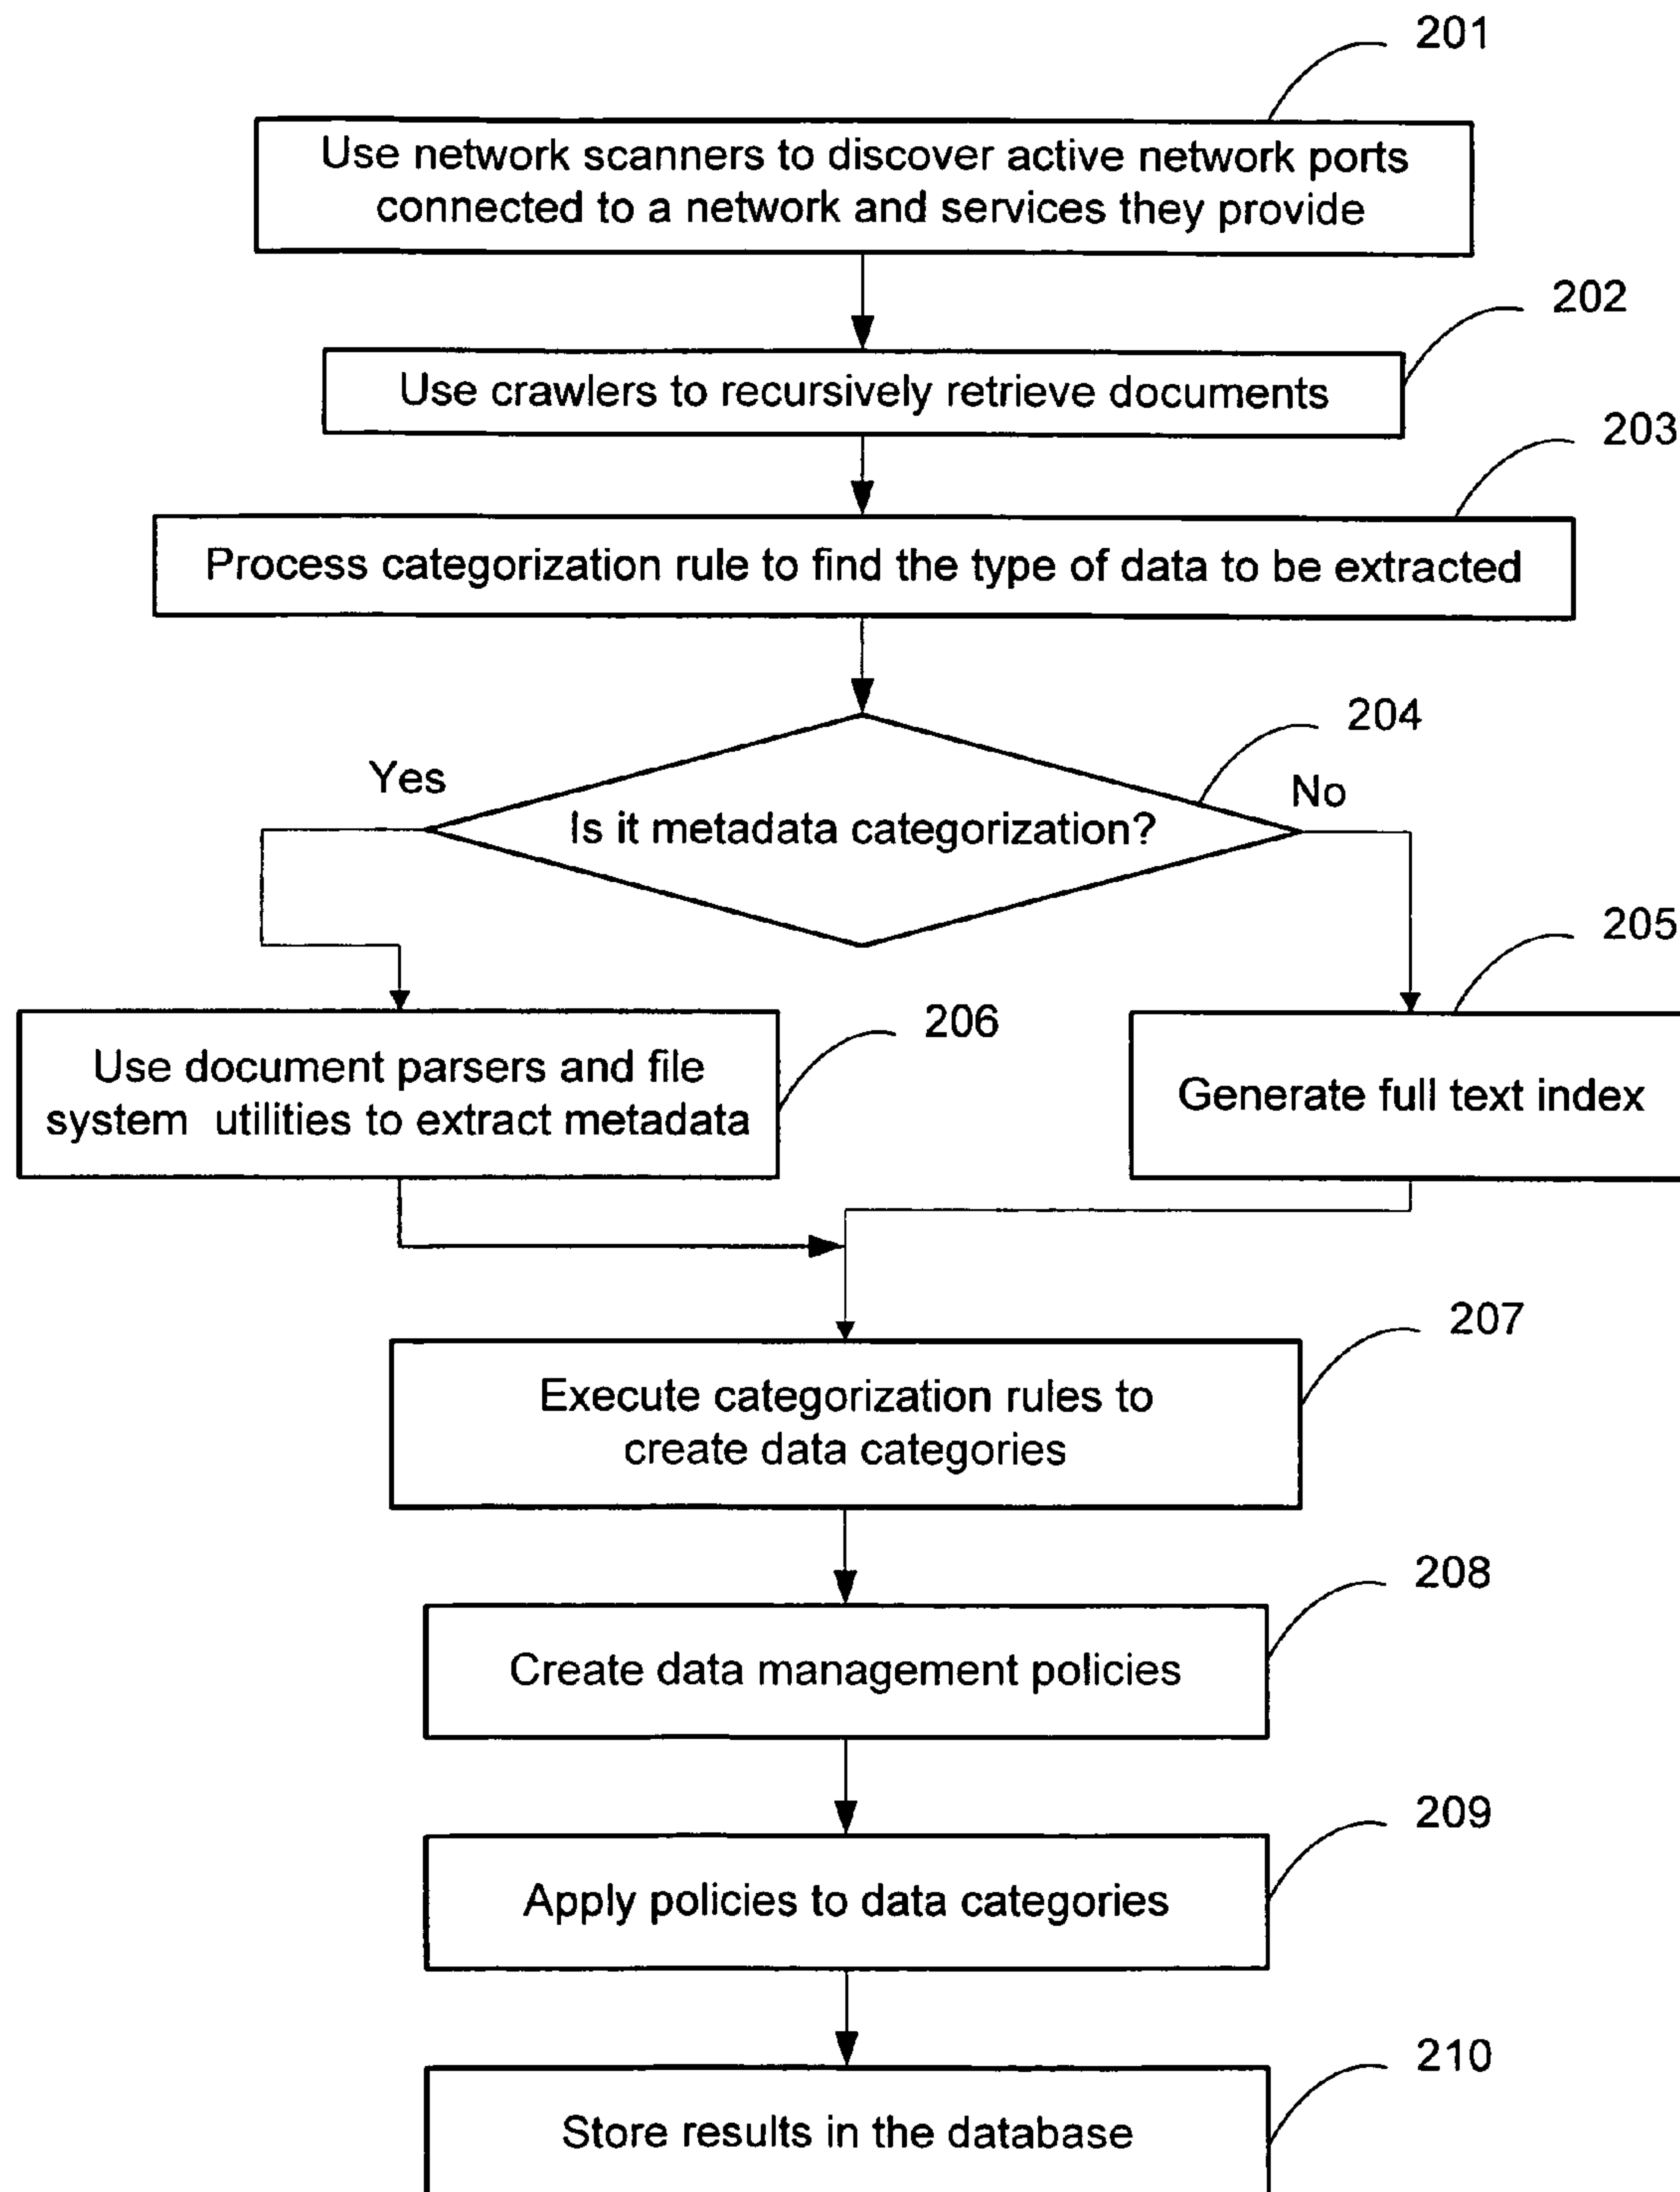 201
Use network scanners to discover active network ports
connected to a network and services they provide
202
Use crawlers to recursively retrieve documents
203
Process categorization rule to find the type of data to be extracted
204
Yes
No
Is it metadata categorization?
205
206
Use document parsers and file
system utilities to extract metadata
Generate full text index
207
Execute categorization rules to
create data categories
208
Create data management policies
209
Apply policies to data categories
210
Store results in the database